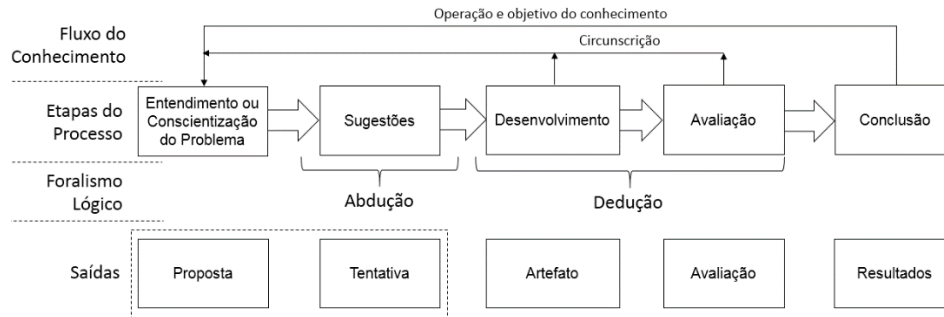 Operação e objetivo do conhecimento
Fluxo do
Conhecimento
Circunscrição
Etapas do
Processo
Entendimento ou
Conscientização
do Problema
Sugestões
Desenvolvimento
Avaliação
Conclusão
Foralismo
Lógico
Abdução
Dedução
Saídas
Proposta
Tentativa
Artefato
Avaliação
Resultados